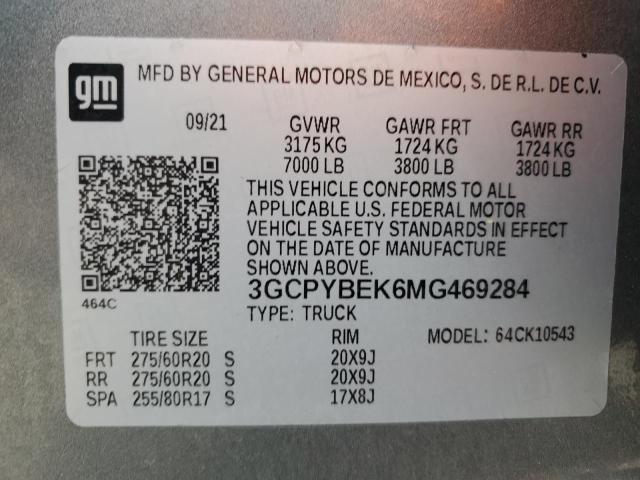 gm
MFD BY GENERAL MOTORS DE MEXICO, S. DE R.L. DE C.V.
09/21 GVWR GAWR FRT GAWR RR
3175 KG 1724 KG 1724 KG
7000 LB 3800 LB 3800 LB
THIS VEHICLE CONFORMS TO ALL
APPLICABLE U.S. FEDERAL MOTOR
VEHICLE SAFETY STANDARDS IN EFFECT
ON THE DATE OF MANUFACTURE
SHOWN ABOVE.
464C
3GCPYBEK6MG469284
TYPE: TRUCK
TIRE SIZE RIM MODEL: 64CK10543
FRT 275/60R20 S 20X9J
RR 275/60R20 S 20X9J
SPA 255/80R17 S 17X8J